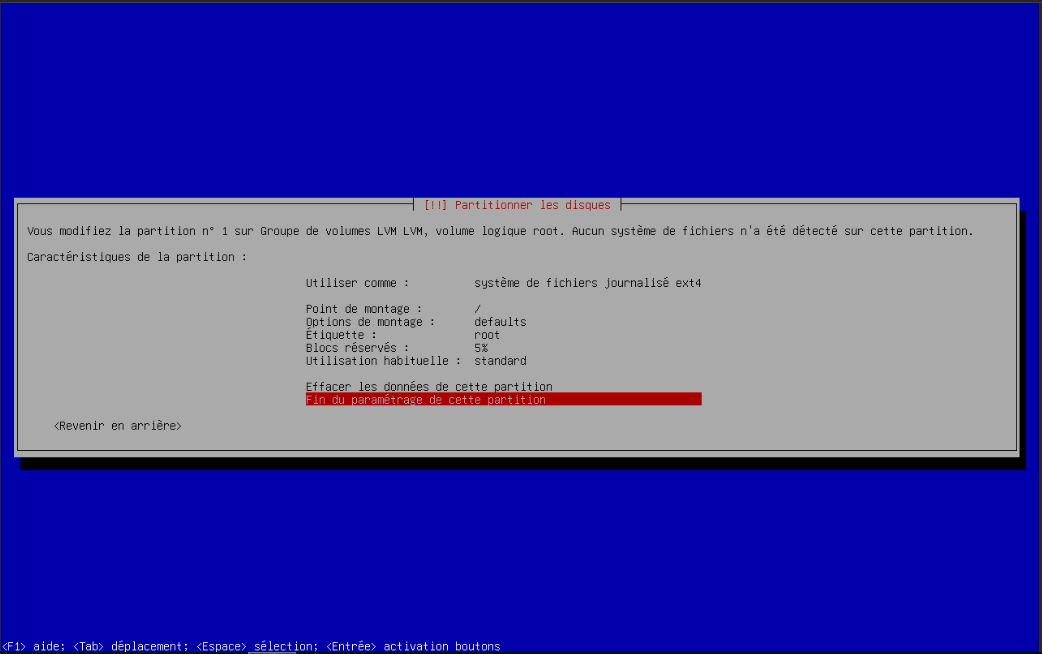 [!!] Partitionner les disques
Vous modifiez la partition n° 1 sur Groupe de volumes LVM LVM, volume logique root. Aucun système de fichiers n'a été détecté sur cette partition.
Caractéristiques de la partition :
Utiliser comme : système de fichiers journalisé ext4
Point de montage : /
Options de montage : defaults
Étiquette : root
Blocs réservés : 5%
Utilisation habituelle : standard
Effacer les données de cette partition
Fin du paramétrage de cette partition
<Revenir en arrière>
<F1> aide; <Tab> déplacement; <Espace> sélection; <Entrée> activation boutons